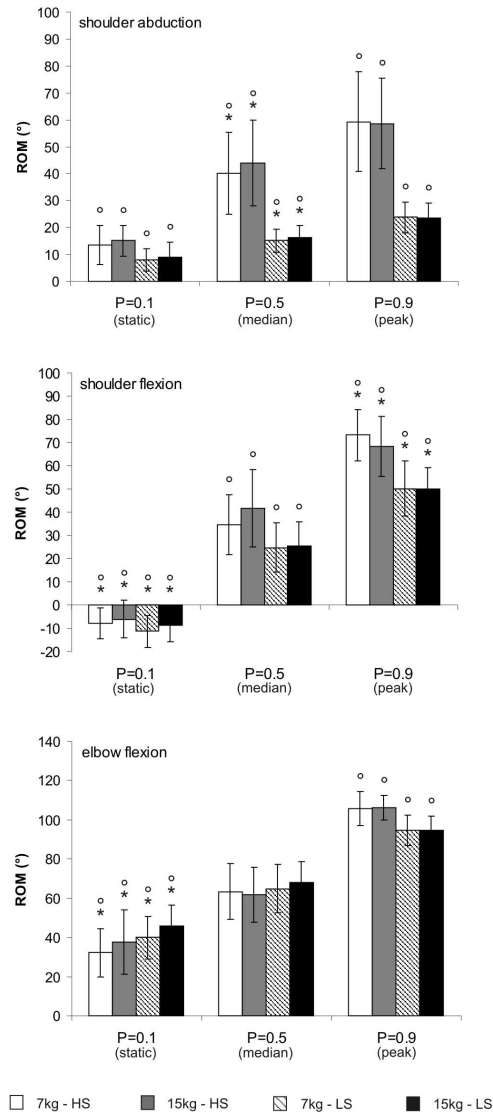 shoulder abduction
ROM (°)
100
90
80
70
60
50
40
30
20
10
0
° ° ° °
° ° ° °
* * * *
° ° ° °
P=0.1 P=0.5 P=0.9
(static) (median) (peak)
shoulder flexion
ROM (°)
100
90
80
70
60
50
40
30
20
10
0
-10
-20
° ° ° °
* * * *
° ° ° °
° ° ° °
* * * *
P=0.1 P=0.5 P=0.9
(static) (median) (peak)
elbow flexion
ROM (°)
140
120
100
80
60
40
20
0
° ° ° °
* * * *
° ° ° °
P=0.1 P=0.5 P=0.9
(static) (median) (peak)
7kg - HS 15kg - HS 7kg - LS 15kg - LS